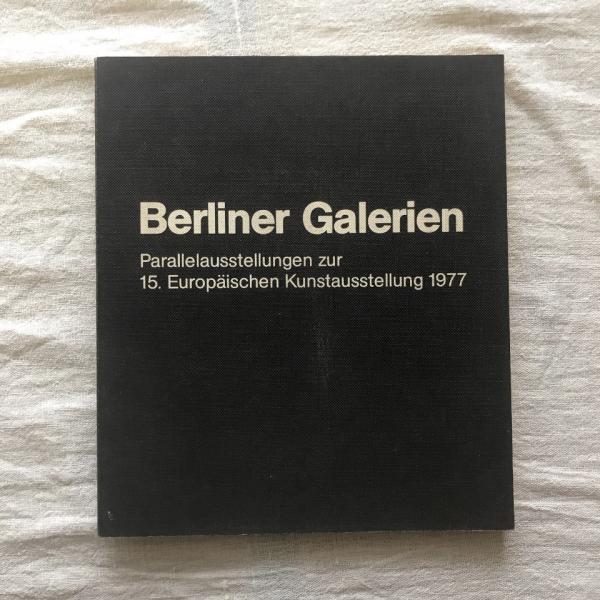 Berliner Galerien
Parallelausstellungen zur
15. Europäischen Kunstausstellung 1977